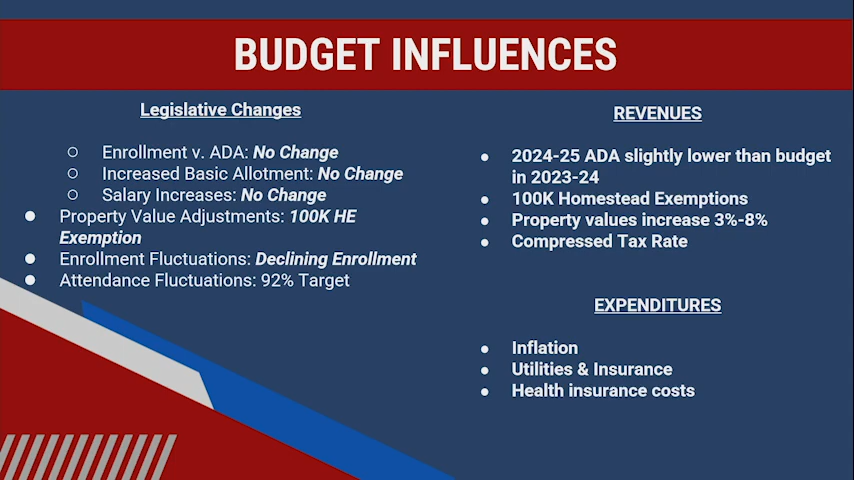 BUDGET INFLUENCES
Legislative Changes
○ Enrollment v. ADA: No Change
○ Increased Basic Allotment: No Change
○ Salary Increases: No Change
● Property Value Adjustments: 100K HE
Exemption
● Enrollment Fluctuations: Declining Enrollment
● Attendance Fluctuations: 92% Target
REVENUES
● 2024-25 ADA slightly lower than budget
in 2023-24
● 100K Homestead Exemptions
● Property values increase 3%-8%
● Compressed Tax Rate
EXPENDITURES
● Inflation
● Utilities & Insurance
● Health insurance costs